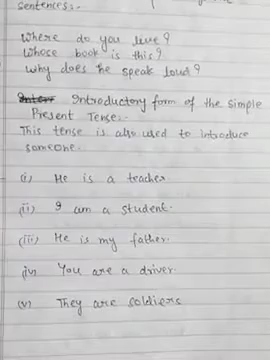 Sentences:-
Where do you live?
Whose book is this?
Why does he speak loud?
Introductory form of the Simple
Present Tense:-
This tense is also used to introduce
someone.
(i) He is a teacher.
(ii) I am a student.
(iii) He is my father.
(iv) You are a driver.
(v) They are soldiers